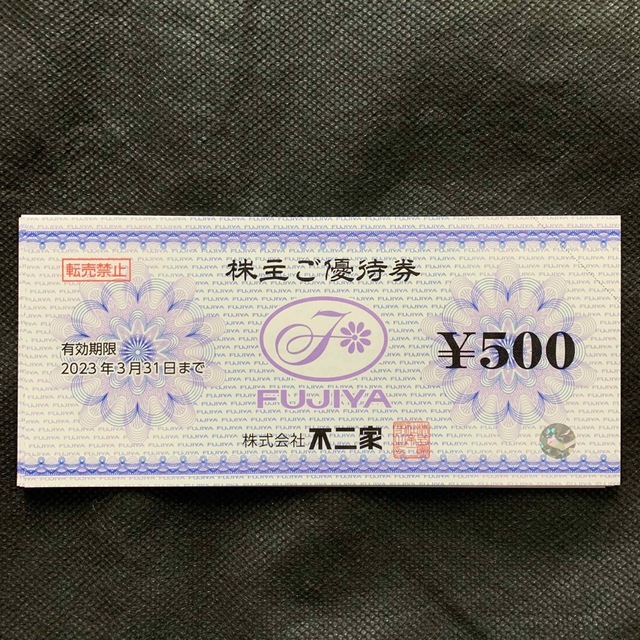 転売禁止
株主ご優待券
有効期限
2023年3月31日まで
¥500
FUJIYA
株式会社 不二家